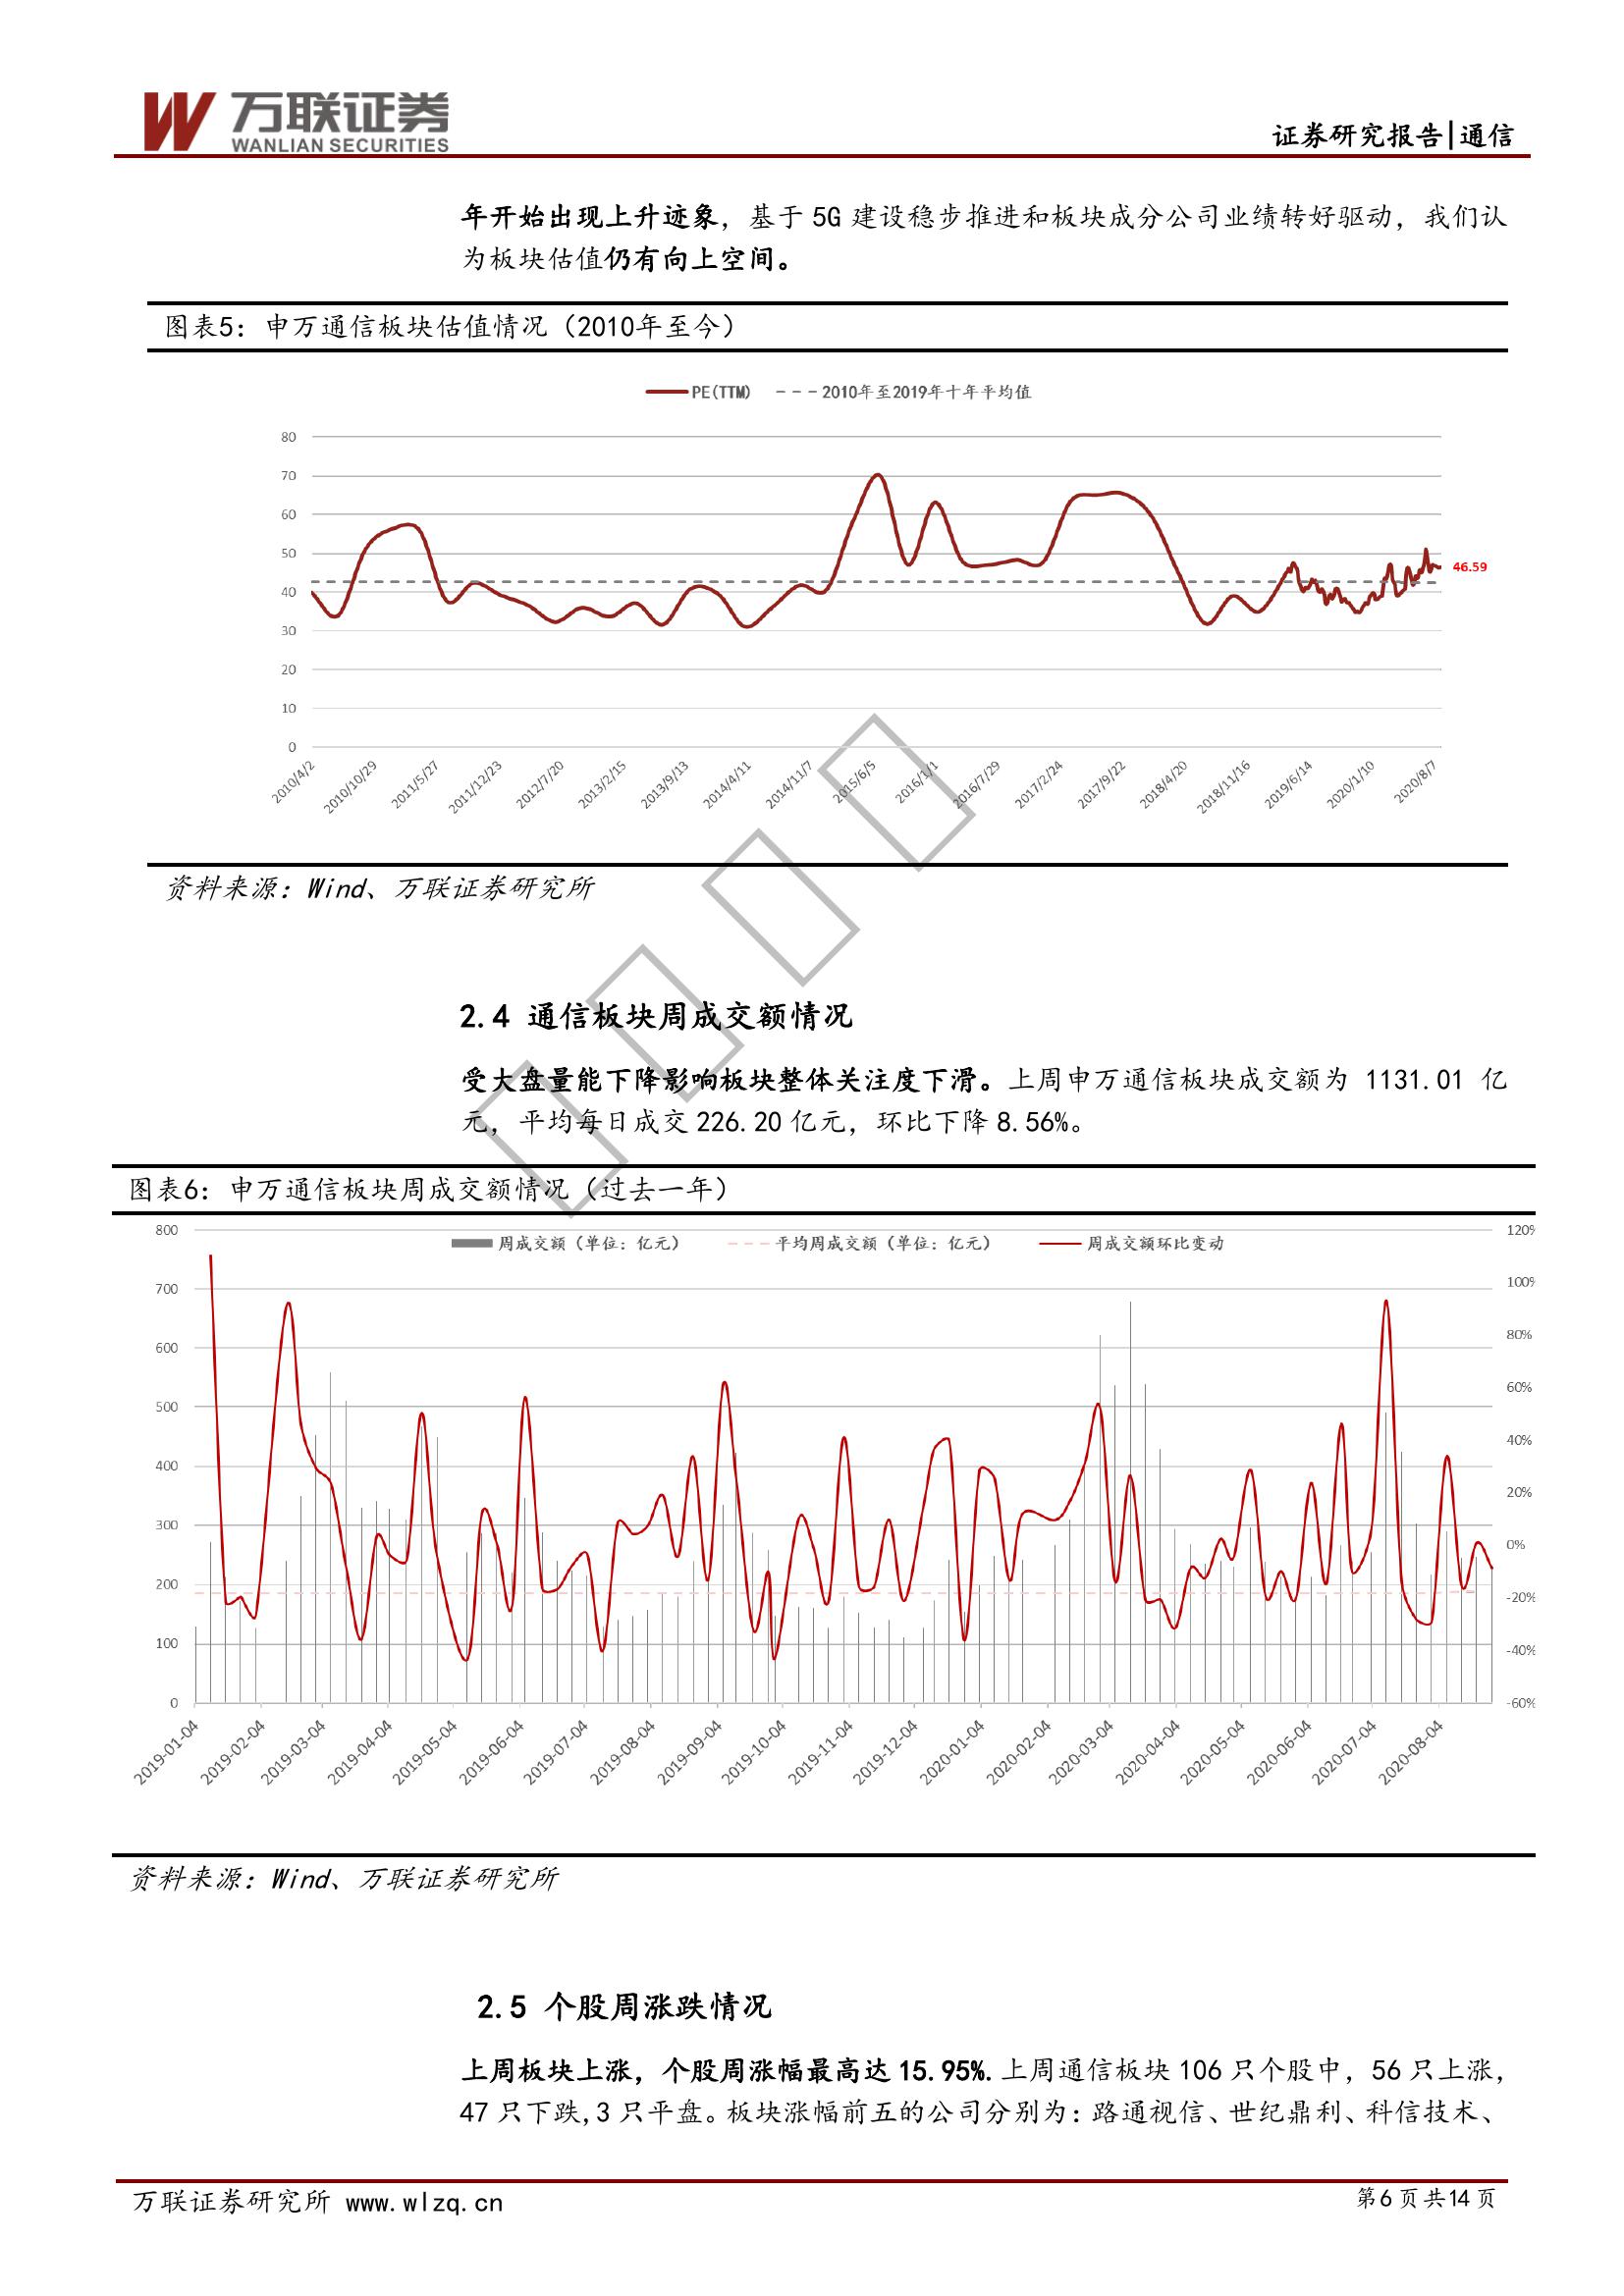 万联证券
WANLIAN SECURITIES
证券研究报告|通信
年开始出现上升迹象，基于 5G 建设稳步推进和板块成分公司业绩转好驱动，我们认
为板块估值仍有向上空间。
图表5：申万通信板块估值情况（2010年至今）
PE(TTM) 2010年至2019年十年平均值
80
70
60
50
40
30
20
10
0
46.59
2010/4/2 2010/10/29 2011/5/27 2011/12/23 2012/7/20 2013/2/15 2013/9/13 2014/4/11 2014/11/7 2015/6/5 2016/1/1 2016/7/29 2017/2/24 2017/9/22 2018/4/20 2018/11/16 2019/6/14 2020/1/10 2020/8/7
资料来源：Wind、万联证券研究所
2.4 通信板块周成交额情况
受大盘量能下降影响板块整体关注度下滑。上周申万通信板块成交额为 1131.01 亿
元，平均每日成交 226.20 亿元，环比下降 8.56%。
图表6：申万通信板块周成交额情况（过去一年）
周成交额（单位：亿元） 平均周成交额（单位：亿元） 周成交额环比变动
800
700
600
500
400
300
200
100
0
120%
100%
80%
60%
40%
20%
0%
-20%
-40%
-60%
2019-01-04 2019-02-04 2019-03-04 2019-04-04 2019-05-04 2019-06-04 2019-07-04 2019-08-04 2019-09-04 2019-10-04 2019-11-04 2019-12-04 2020-01-04 2020-02-04 2020-03-04 2020-04-04 2020-05-04 2020-06-04 2020-07-04 2020-08-04
资料来源：Wind、万联证券研究所
2.5 个股周涨跌情况
上周板块上涨，个股周涨幅最高达 15.95%.上周通信板块 106 只个股中，56 只上涨，
47 只下跌,3 只平盘。板块涨幅前五的公司分别为：路通视信、世纪鼎利、科信技术、
万联证券研究所 www.wlzq.cn
第6页共14页